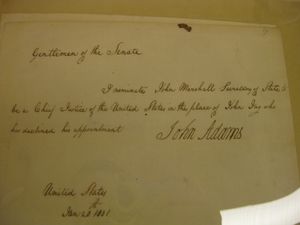 Gentlemen of the Senate
I nominate John Marshall Secretary of State to
be a Chief Justice of the United States in the place of John Jay who
has declined his appointment
John Adams
United States
Jan. 20 1801